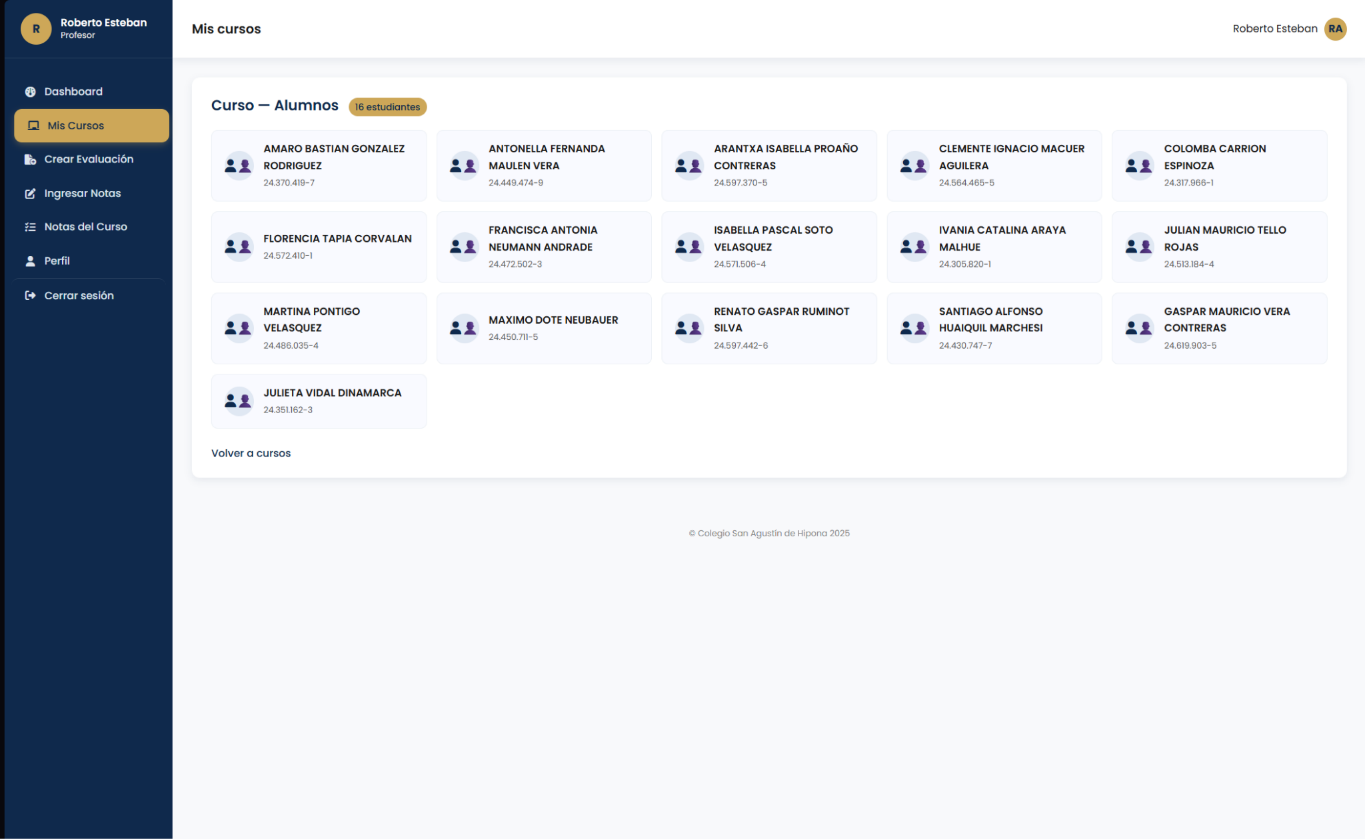 R
Roberto Esteban
Profesor
Dashboard
Mis Cursos
Crear Evaluación
Ingresar Notas
Notas del Curso
Perfil
Cerrar sesión
Mis cursos
Roberto Esteban
RA
Curso — Alumnos
16 estudiantes
AMARO BASTIAN GONZALEZ
RODRIGUEZ
24.370.419-7
ANTONELLA FERNANDA
MAULEN VERA
24.449.474-9
ARANTXA ISABELLA PROAÑO
CONTRERAS
24.597.370-5
CLEMENTE IGNACIO MACUER
AGUILERA
24.564.465-5
COLOMBA CARRION
ESPINOZA
24.317.966-1
FLORENCIA TAPIA CORVALAN
24.572.410-1
FRANCISCA ANTONIA
NEUMANN ANDRADE
24.472.502-3
ISABELLA PASCAL SOTO
VELASQUEZ
24.571.506-4
IVANIA CATALINA ARAYA
MALHUE
24.305.820-1
JULIAN MAURICIO TELLO
ROJAS
24.513.184-4
MARTINA PONTIGO
VELASQUEZ
24.486.035-4
MAXIMO DOTE NEUBAUER
24.450.711-5
RENATO GASPAR RUMINOT
SILVA
24.597.442-6
SANTIAGO ALFONSO
HUAIQUIL MARCHESI
24.430.747-7
GASPAR MAURICIO VERA
CONTRERAS
24.619.903-5
JULIETA VIDAL DINAMARCA
24.351.162-3
Volver a cursos
© Colegio San Agustín de Hipona 2025